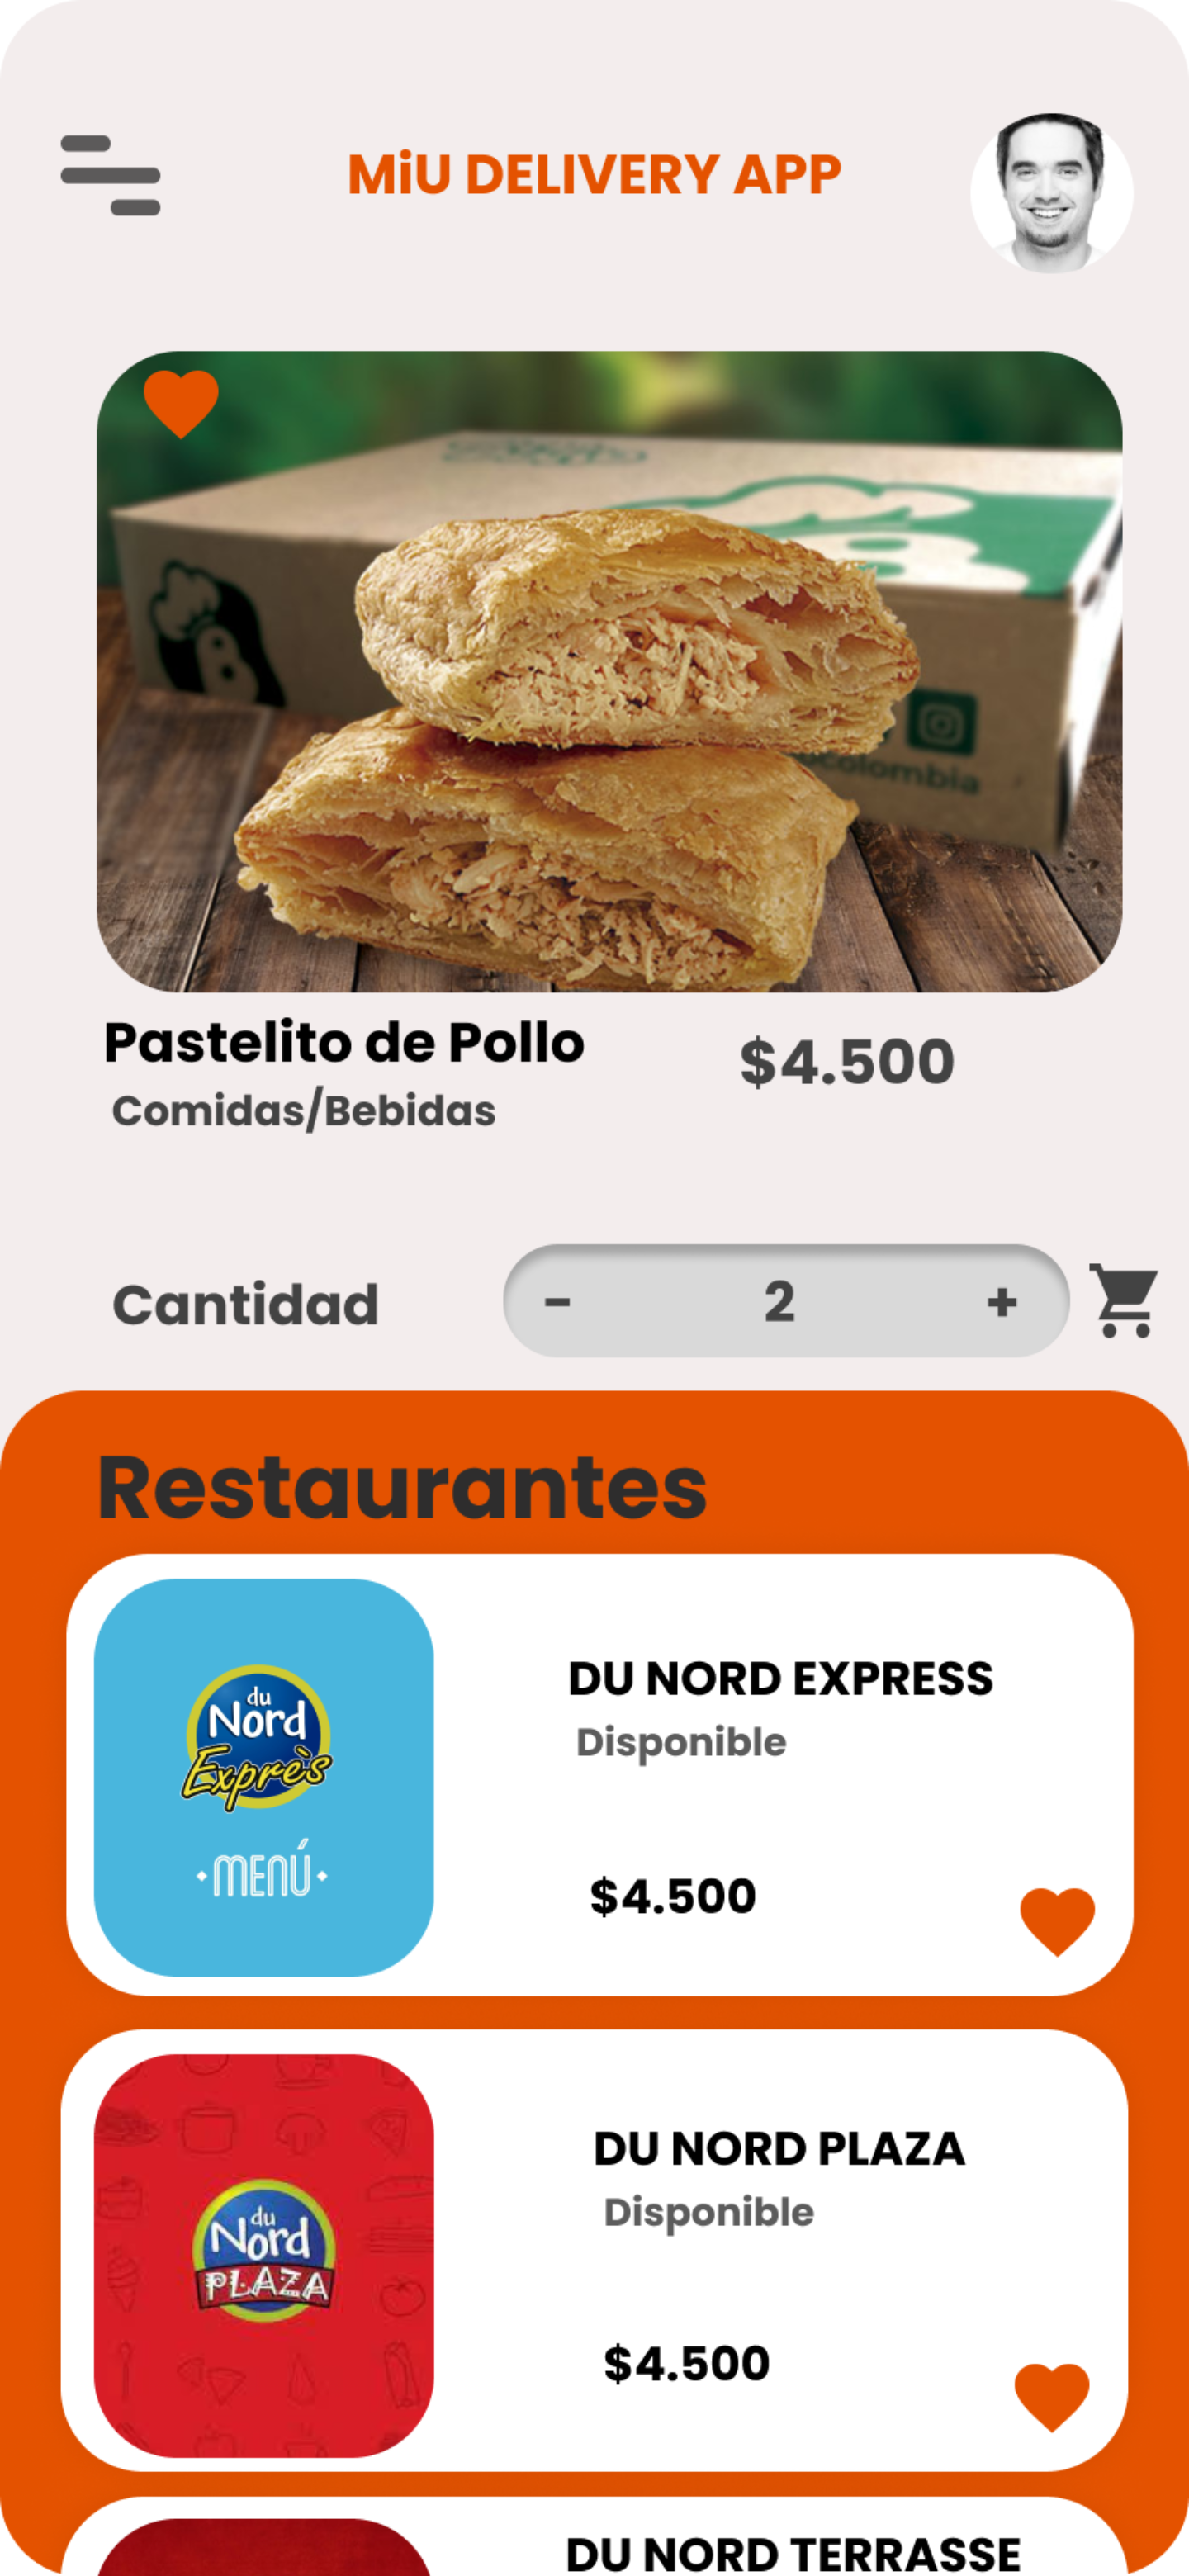 MiU DELIVERY APP
colombia
Pastelito de Pollo
$4.500
Comidas/Bebidas
Cantidad
- 2 +
Restaurantes
du
Nord
Exprès
MENÚ
DU NORD EXPRESS
Disponible
$4.500
du
Nord
PLAZA
DU NORD PLAZA
Disponible
$4.500
DU NORD TERRASSE